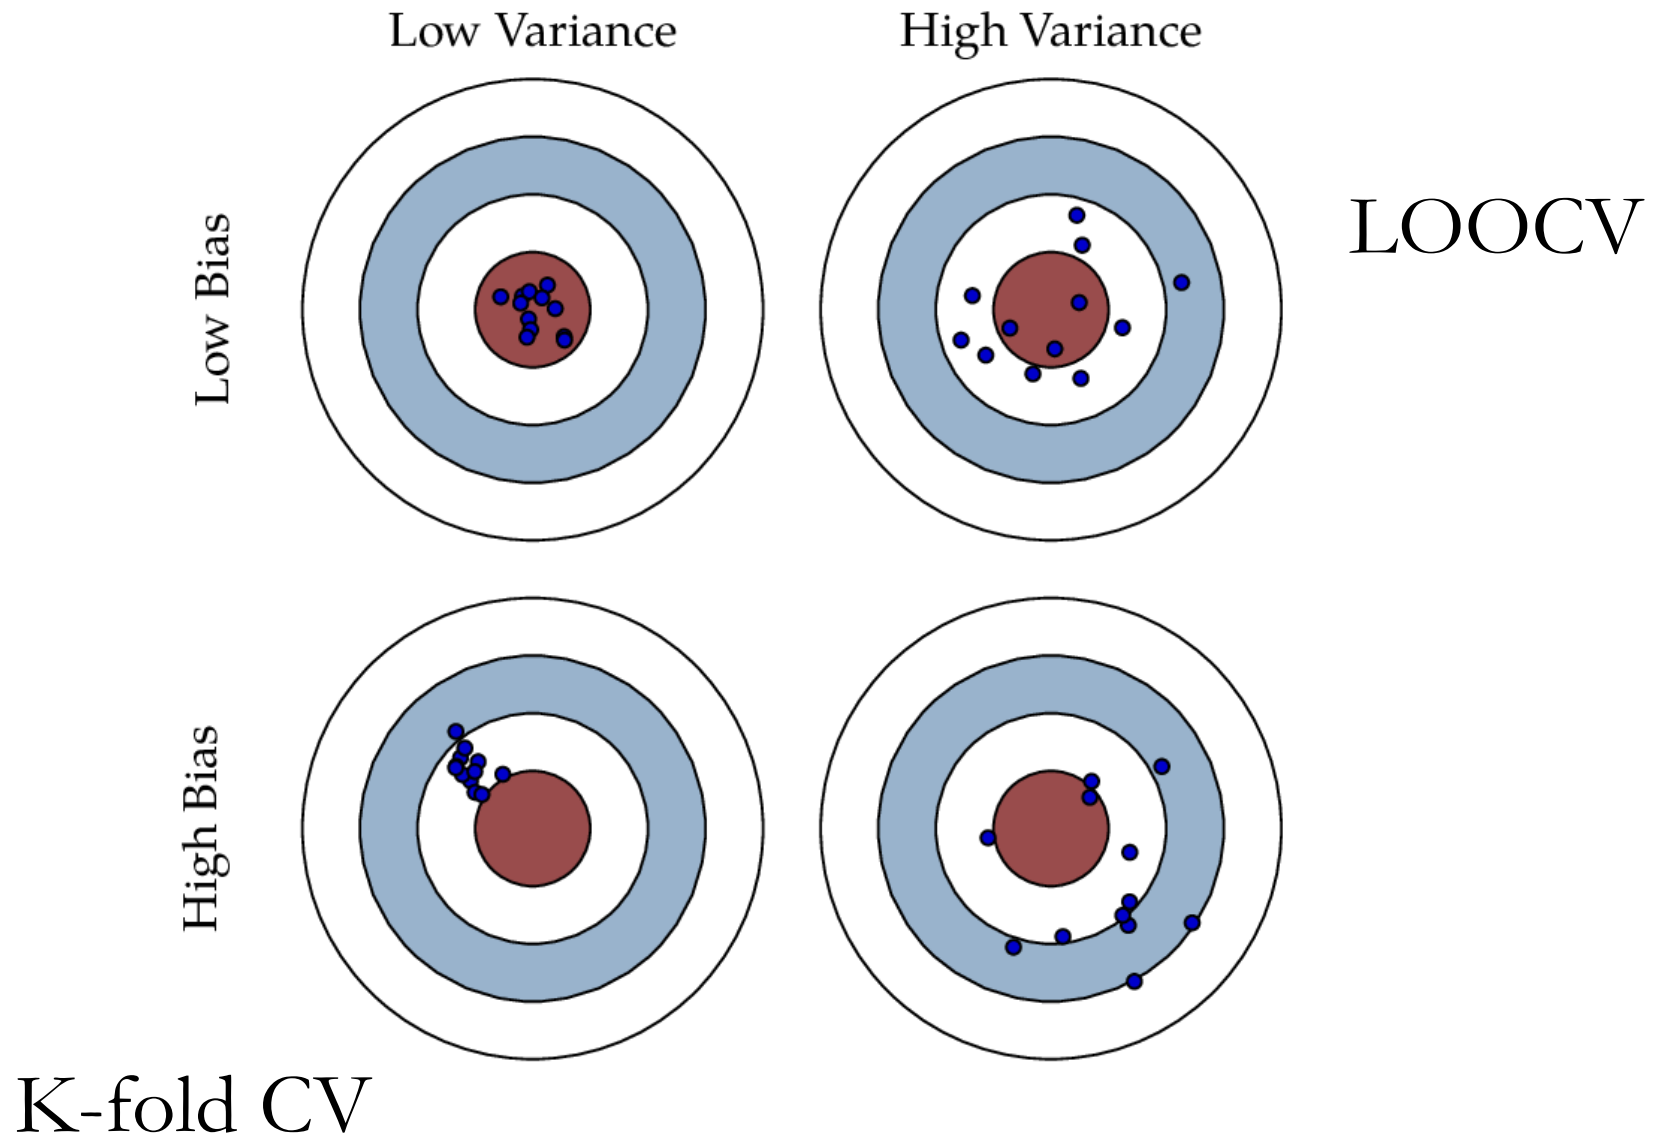 Low Variance
High Variance
Low Bias
LOOCV
High Bias
K-fold CV